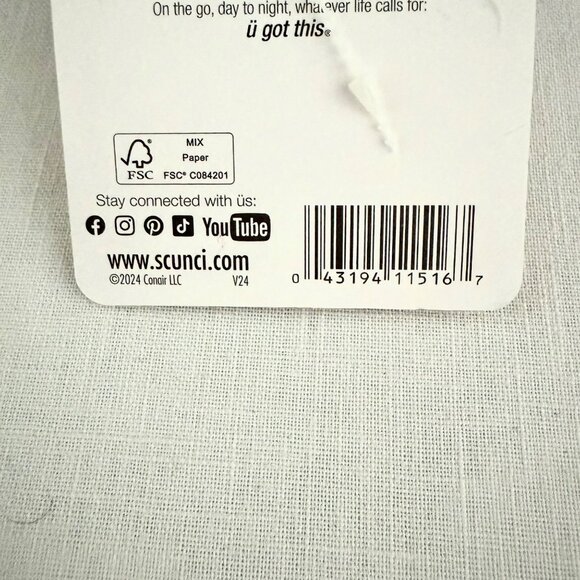 On the go, day to night, whatever life calls for:
ü got this®
MIX
Paper
FSC
FSC® C084201
Stay connected with üs:
YouTube
www.scunci.com
©2024 Conair LLC V24
0 43194 11516 7